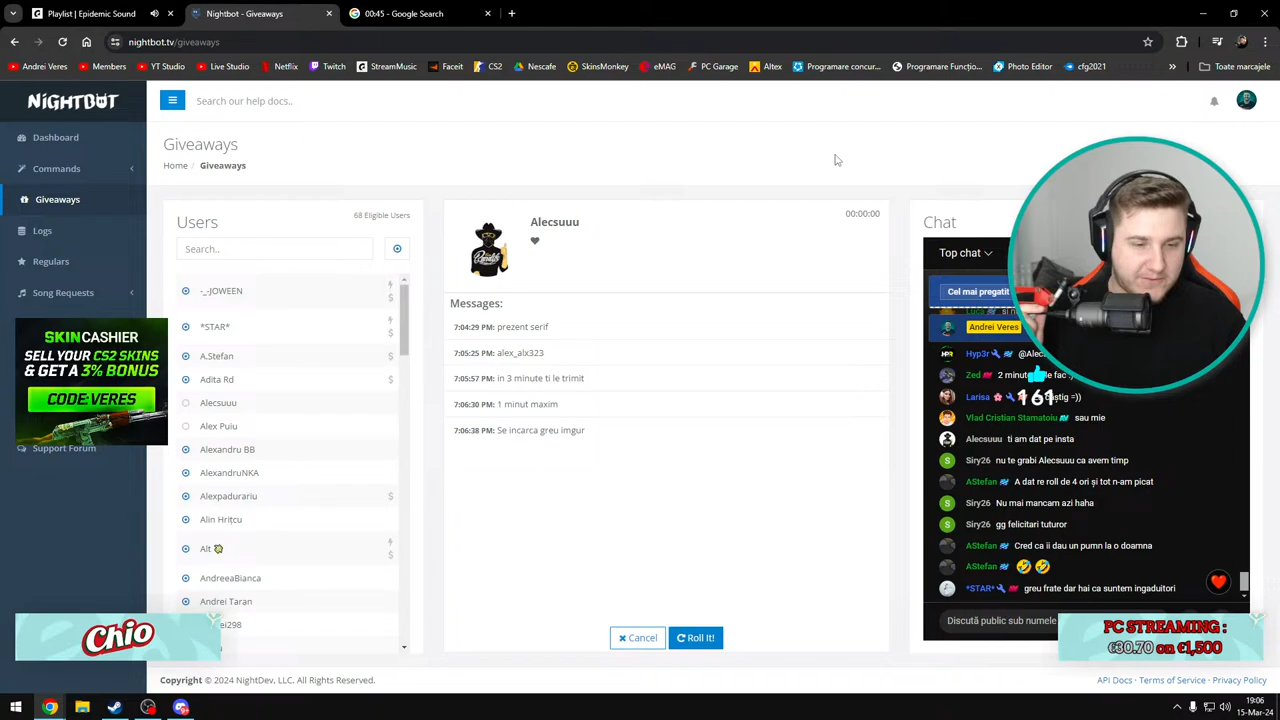 Playlist | Epidemic Sound
Nightbot - Giveaways
00:45 - Google Search
nightbot.tv/giveaways
Andrei Veres
Members
YT Studio
Live Studio
Netflix
Twitch
StreamMusic
Faceit
CS2
Nescafe
SkinsMonkey
eMAG
PC Garage
Altex
Programare concur...
Programare Funcțion...
Photo Editor
cfg2021
Toate marcajele
NIGHTBOT
Search our help docs..
Dashboard
Commands
Giveaways
Logs
Regulars
Song Requests
Support Forum
SKINCASHIER
SELL YOUR CS2 SKINS
& GET A 3% BONUS
CODE:VERES
Chio
Giveaways
Home / Giveaways
Users
68 Eligible Users
Search..
-_-JOWEEN
*STAR*
A.Stefan
Adita Rd
Alecsuuu
Alex Puiu
Alexandru BB
AlexandruNKA
Alexpadurariu
Alin Hrițcu
Alt
AndreeaBianca
Andrei Taran
Alecsuuu
00:00:00
Messages:
7:04:29 PM: prezent serif
7:05:25 PM: alex_alx323
7:05:57 PM: in 3 minute ti le trimit
7:06:30 PM: 1 minut maxim
7:06:38 PM: Se incarca greu imgur
Cancel
Roll It!
Chat
Top chat
Cel mai pregatit
Andrei Veres
Hyp3r @Alec
Zed 2 minut le fac :)
Larisa
161
Vlad Cristian Stamatoiu sau mie
Alecsuuu ti am dat pe insta
Siry26 nu te grabi Alecsuuu ca avem timp
AStefan A dat re roll de 4 ori și tot n-am picat
Siry26 Nu mai mancam azi haha
Siry26 gg felicitari tuturor
AStefan Cred ca ii dau un pumn la o doamna
AStefan 🤣🤣
*STAR* greu frate dar hai ca suntem ingaduitori
Discută public sub numele
PC STREAMING :
€30.70 on €1,500
Copyright © 2024 NightDev, LLC. All Rights Reserved.
API Docs · Terms of Service · Privacy Policy
19:06
15-Mar-24